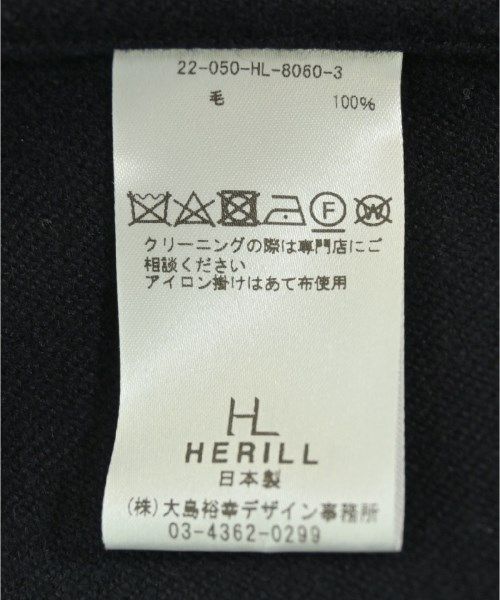 22-050-HL-8060-3
毛 100%
F W
クリーニングの際は専門店にご
相談ください
アイロン掛けはあて布使用
HL
HERILL
日本製
(株)大島裕幸デザイン事務所
03-4362-0299